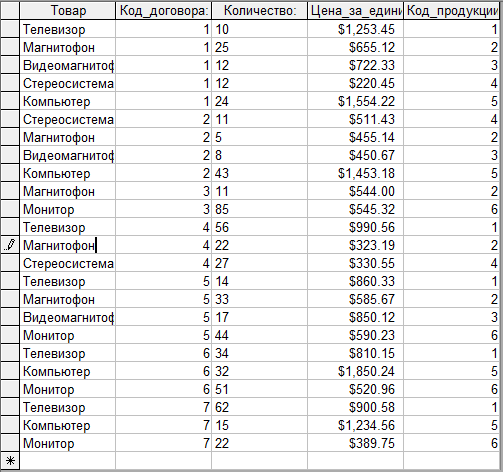 Товар Код_договора: Количество: Цена_за_едини Код_продукции
Телевизор 1 10 $1,253.45 1
Магнитофон 1 25 $655.12 2
Видеомагнитоф 1 12 $722.33 3
Стереосистема 1 12 $220.45 4
Компьютер 1 24 $1,554.22 5
Стереосистема 2 11 $511.43 4
Магнитофон 2 5 $455.14 2
Видеомагнитоф 2 8 $450.67 3
Компьютер 2 43 $1,453.18 5
Магнитофон 3 11 $544.00 2
Монитор 3 85 $545.32 6
Телевизор 4 56 $990.56 1
Магнитофон 4 22 $323.19 2
Стереосистема 4 27 $330.55 4
Телевизор 5 14 $860.33 1
Магнитофон 5 33 $585.67 2
Видеомагнитоф 5 17 $850.12 3
Монитор 5 44 $590.23 6
Телевизор 6 34 $810.15 1
Компьютер 6 32 $1,850.24 5
Монитор 6 51 $520.96 6
Телевизор 7 62 $900.58 1
Компьютер 7 15 $1,234.56 5
Монитор 7 22 $389.75 6